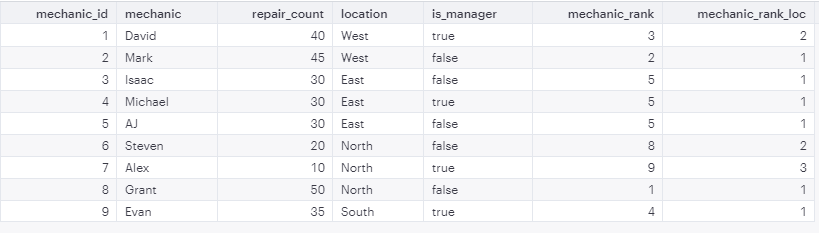 mechanic_id mechanic repair_count location is_manager mechanic_rank mechanic_rank_loc
1 David 40 West true 3 2
2 Mark 45 West false 2 1
3 Isaac 30 East false 5 1
4 Michael 30 East true 5 1
5 AJ 30 East false 5 1
6 Steven 20 North false 8 2
7 Alex 10 North true 9 3
8 Grant 50 North false 1 1
9 Evan 35 South true 4 1